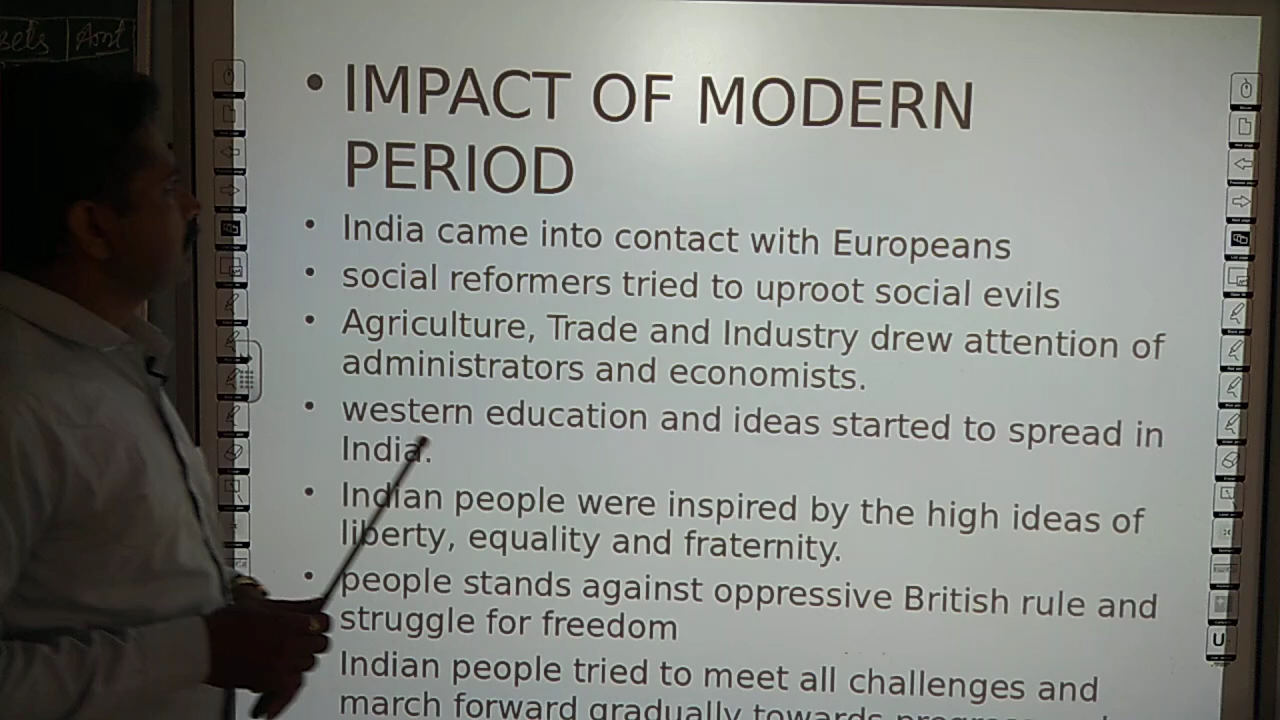 • IMPACT OF MODERN
PERIOD
• India came into contact with Europeans
• social reformers tried to uproot social evils
• Agriculture, Trade and Industry drew attention of
administrators and economists.
• western education and ideas started to spread in
India.
• Indian people were inspired by the high ideas of
liberty, equality and fraternity.
• people stands against oppressive British rule and
struggle for freedom
Indian people tried to meet all challenges and
march forward gradually towards
U